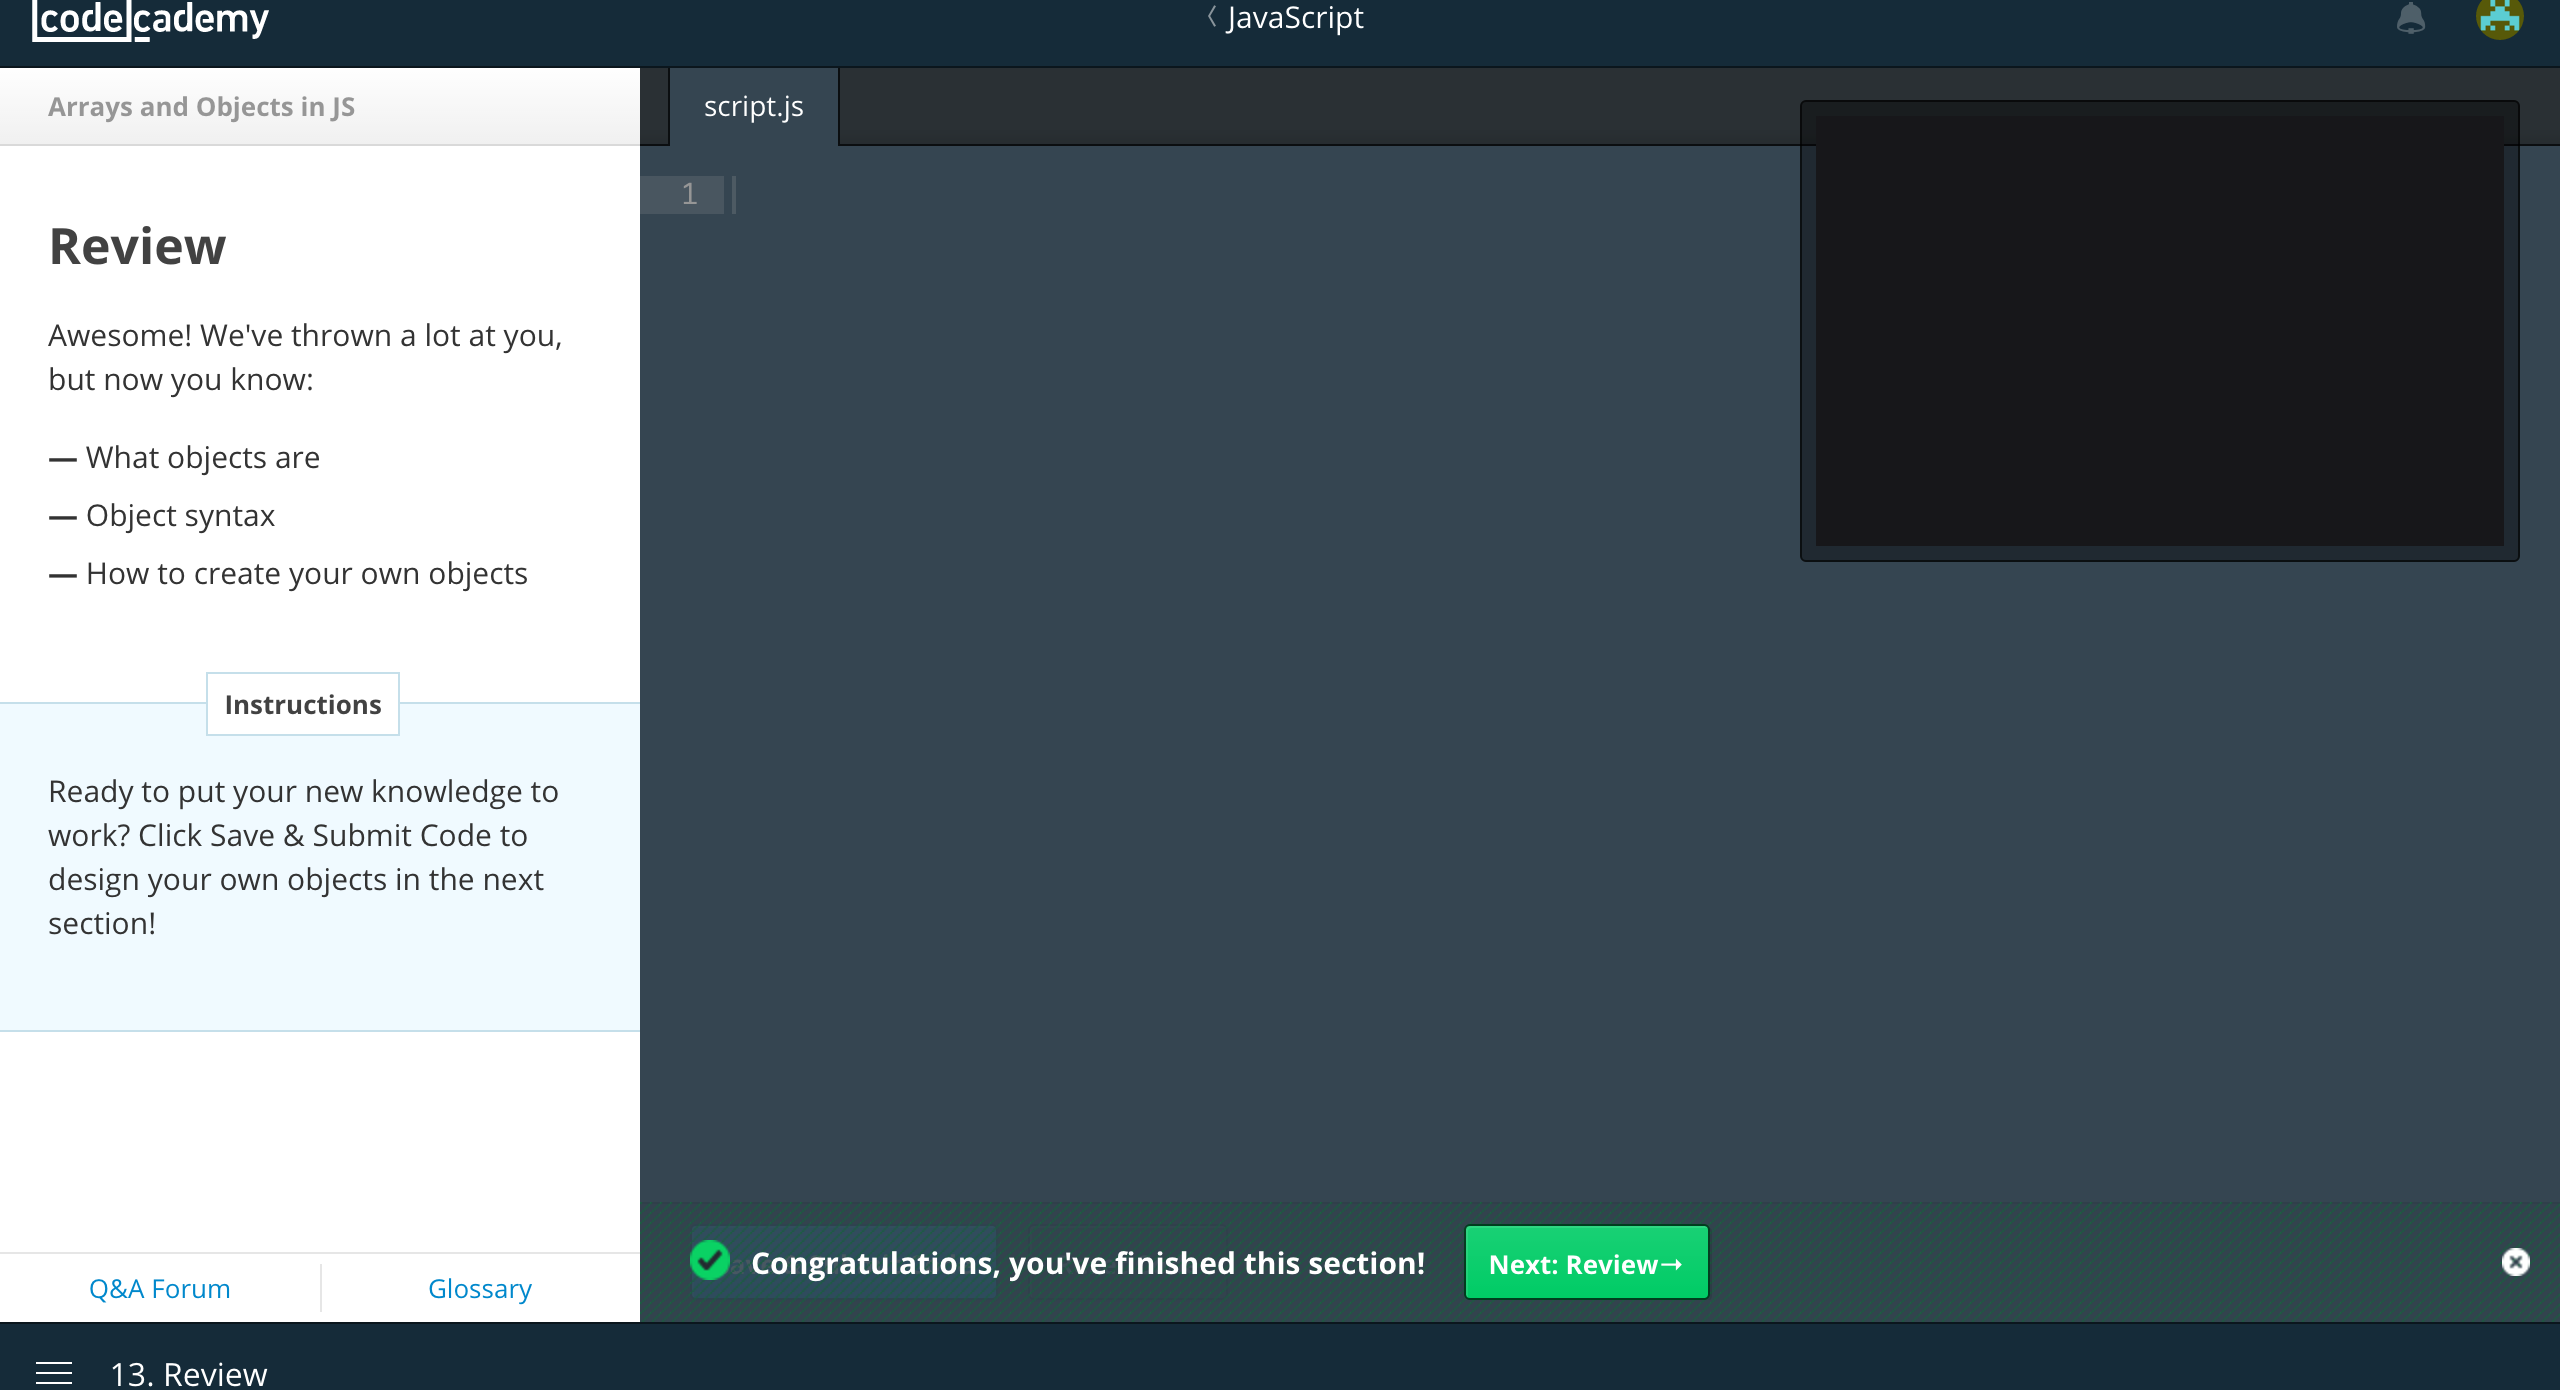 codecademy
〈 JavaScript
Arrays and Objects in JS
script.js
1
Review
Awesome! We've thrown a lot at you,
but now you know:
— What objects are
— Object syntax
— How to create your own objects
Instructions
Ready to put your new knowledge to
work? Click Save & Submit Code to
design your own objects in the next
section!
Congratulations, you've finished this section!
Next: Review→
Q&A Forum
Glossary
13. Review